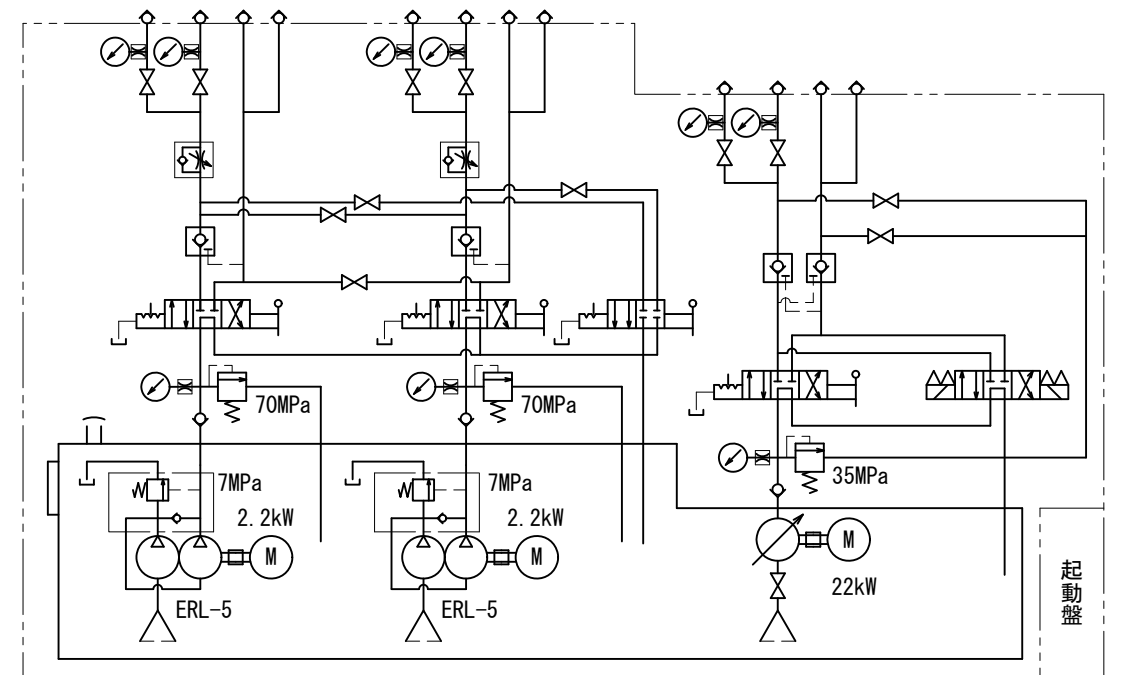 70MPa
70MPa
35MPa
7MPa
7MPa
2.2kW
2.2kW
M
M
M
22kW
ERL-5
ERL-5
起動盤